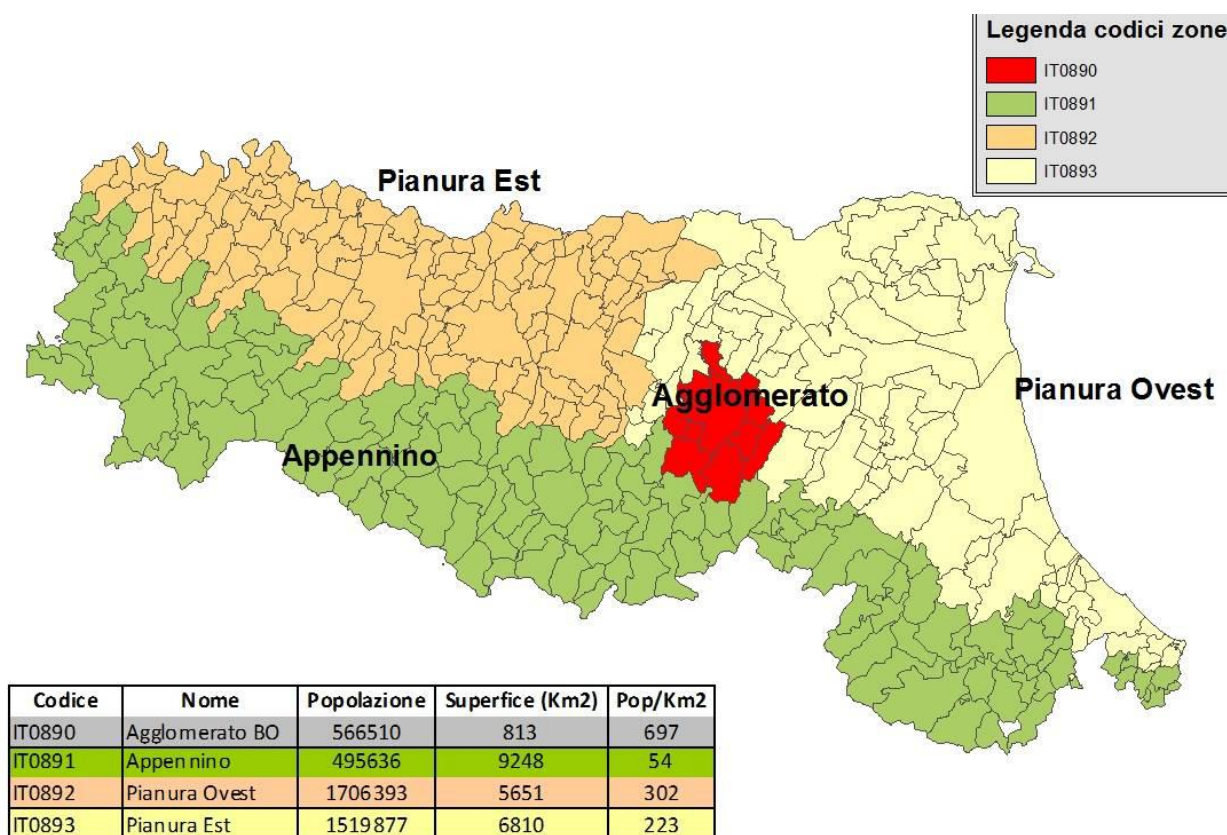 Legenda codici zone
IT0890
IT0891
IT0892
IT0893
Pianura Est
Agglomerato
Pianura Ovest
Appennino
Codice Nome Popolazione Superfice (Km2) Pop/Km2
IT0890 Agglomerato BO 566510 813 697
IT0891 Appennino 495636 9248 54
IT0892 Pianura Ovest 1706393 5651 302
IT0893 Pianura Est 1519877 6810 223